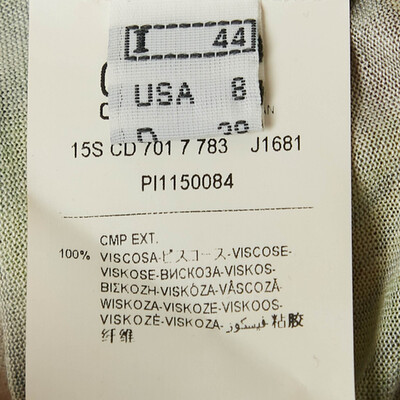 I 44
USA 8
D 38
15S CD 701 7 783 J1681
PI1150084
CMP EXT.
100% VISCOSA-ビスコース-VISCOSE-
VISKOSE-ВИСКОЗА-VISKOS-
ΒΙΣΚΟΖΗ-VISKÓZA-VÂSCOZĂ-
WISKOZA-VISKOZE-VISKOOS-
VISKOZĖ-VISKOZA-فيسكوز-粘胶
纤维